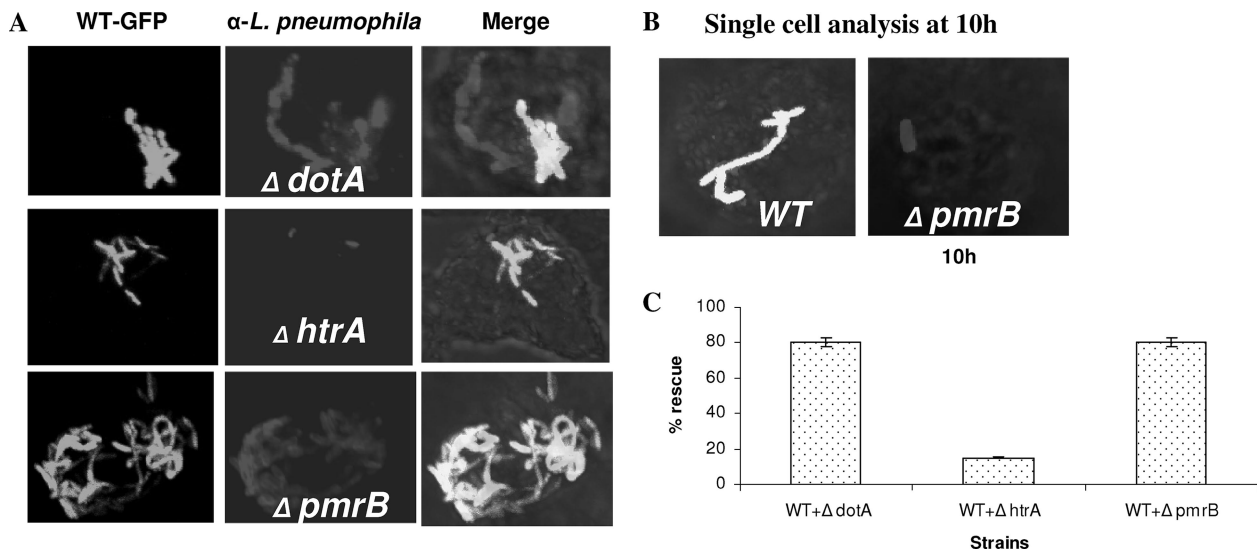 A
WT-GFP
α-L. pneumophila
Merge
Δ dotA
Δ htrA
Δ pmrB
B
Single cell analysis at 10h
WT
Δ pmrB
10h
C
100
80
60
40
20
0
% rescue
WT+Δ dotA
WT+Δ htrA
WT+Δ pmrB
Strains